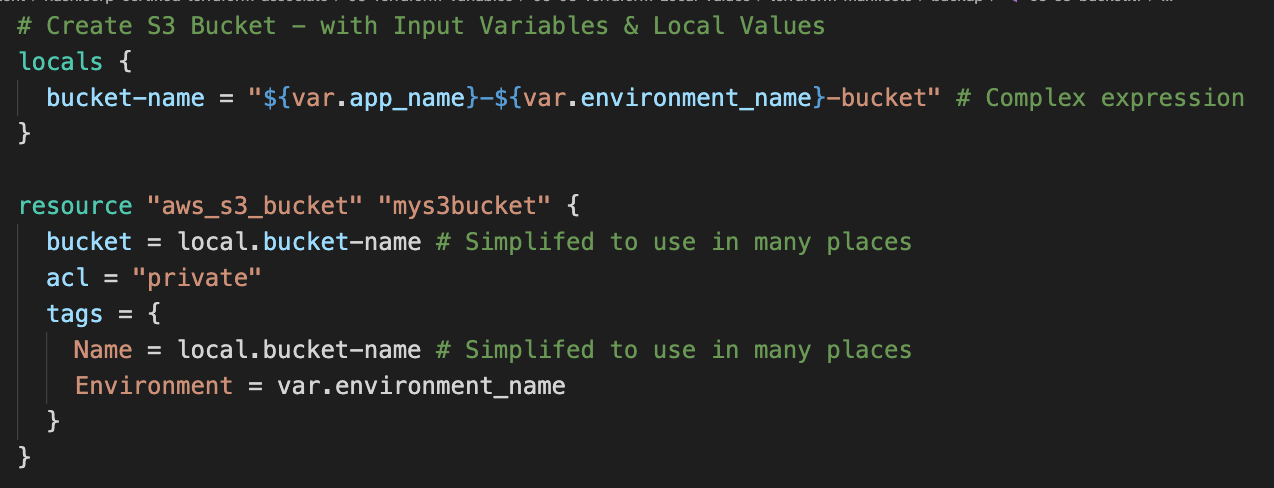 # Create S3 Bucket - with Input Variables & Local Values
locals {
  bucket-name = "${var.app_name}-${var.environment_name}-bucket" # Complex expression
}

resource "aws_s3_bucket" "mys3bucket" {
  bucket = local.bucket-name # Simplifed to use in many places
  acl = "private"
  tags = {
    Name = local.bucket-name # Simplifed to use in many places
    Environment = var.environment_name
  }
}